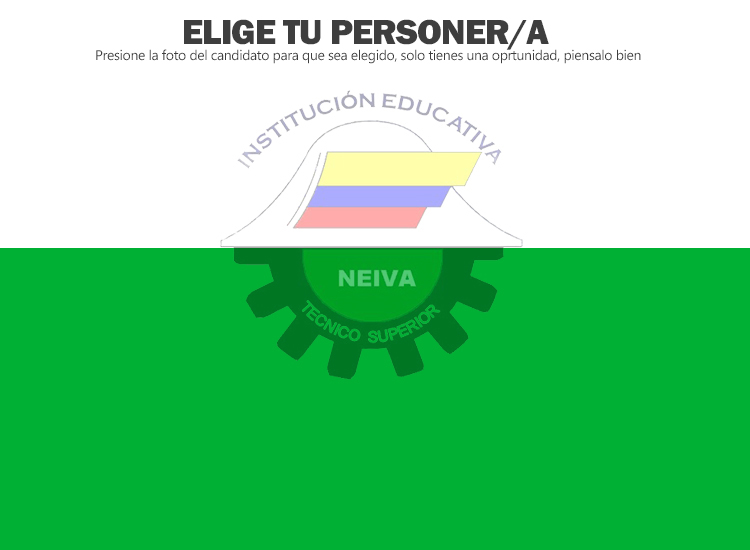 ELIGE TU PERSONER/A
Presione la foto del candidato para que sea elegido, solo tienes una oprtunidad, piensalo bien
INSTITUCIÓN EDUCATIVA
NEIVA
TECNICO SUPERIOR